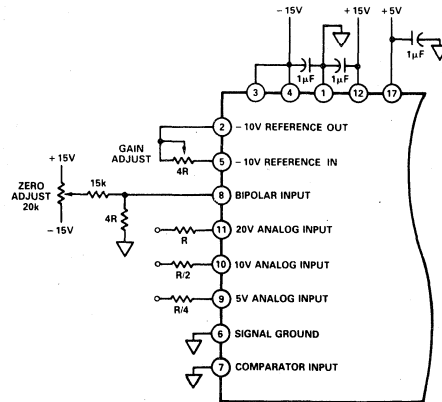 − 15V
+15V
+5V
1µF
1µF
1µF
3
4
1
12
17
2
− 10V REFERENCE OUT
GAIN
ADJUST
4R
5
− 10V REFERENCE IN
+ 15V
ZERO
ADJUST
20k
− 15V
15k
4R
8
BIPOLAR INPUT
R
11
20V ANALOG INPUT
R/2
10
10V ANALOG INPUT
R/4
9
5V ANALOG INPUT
6
SIGNAL GROUND
7
COMPARATOR INPUT